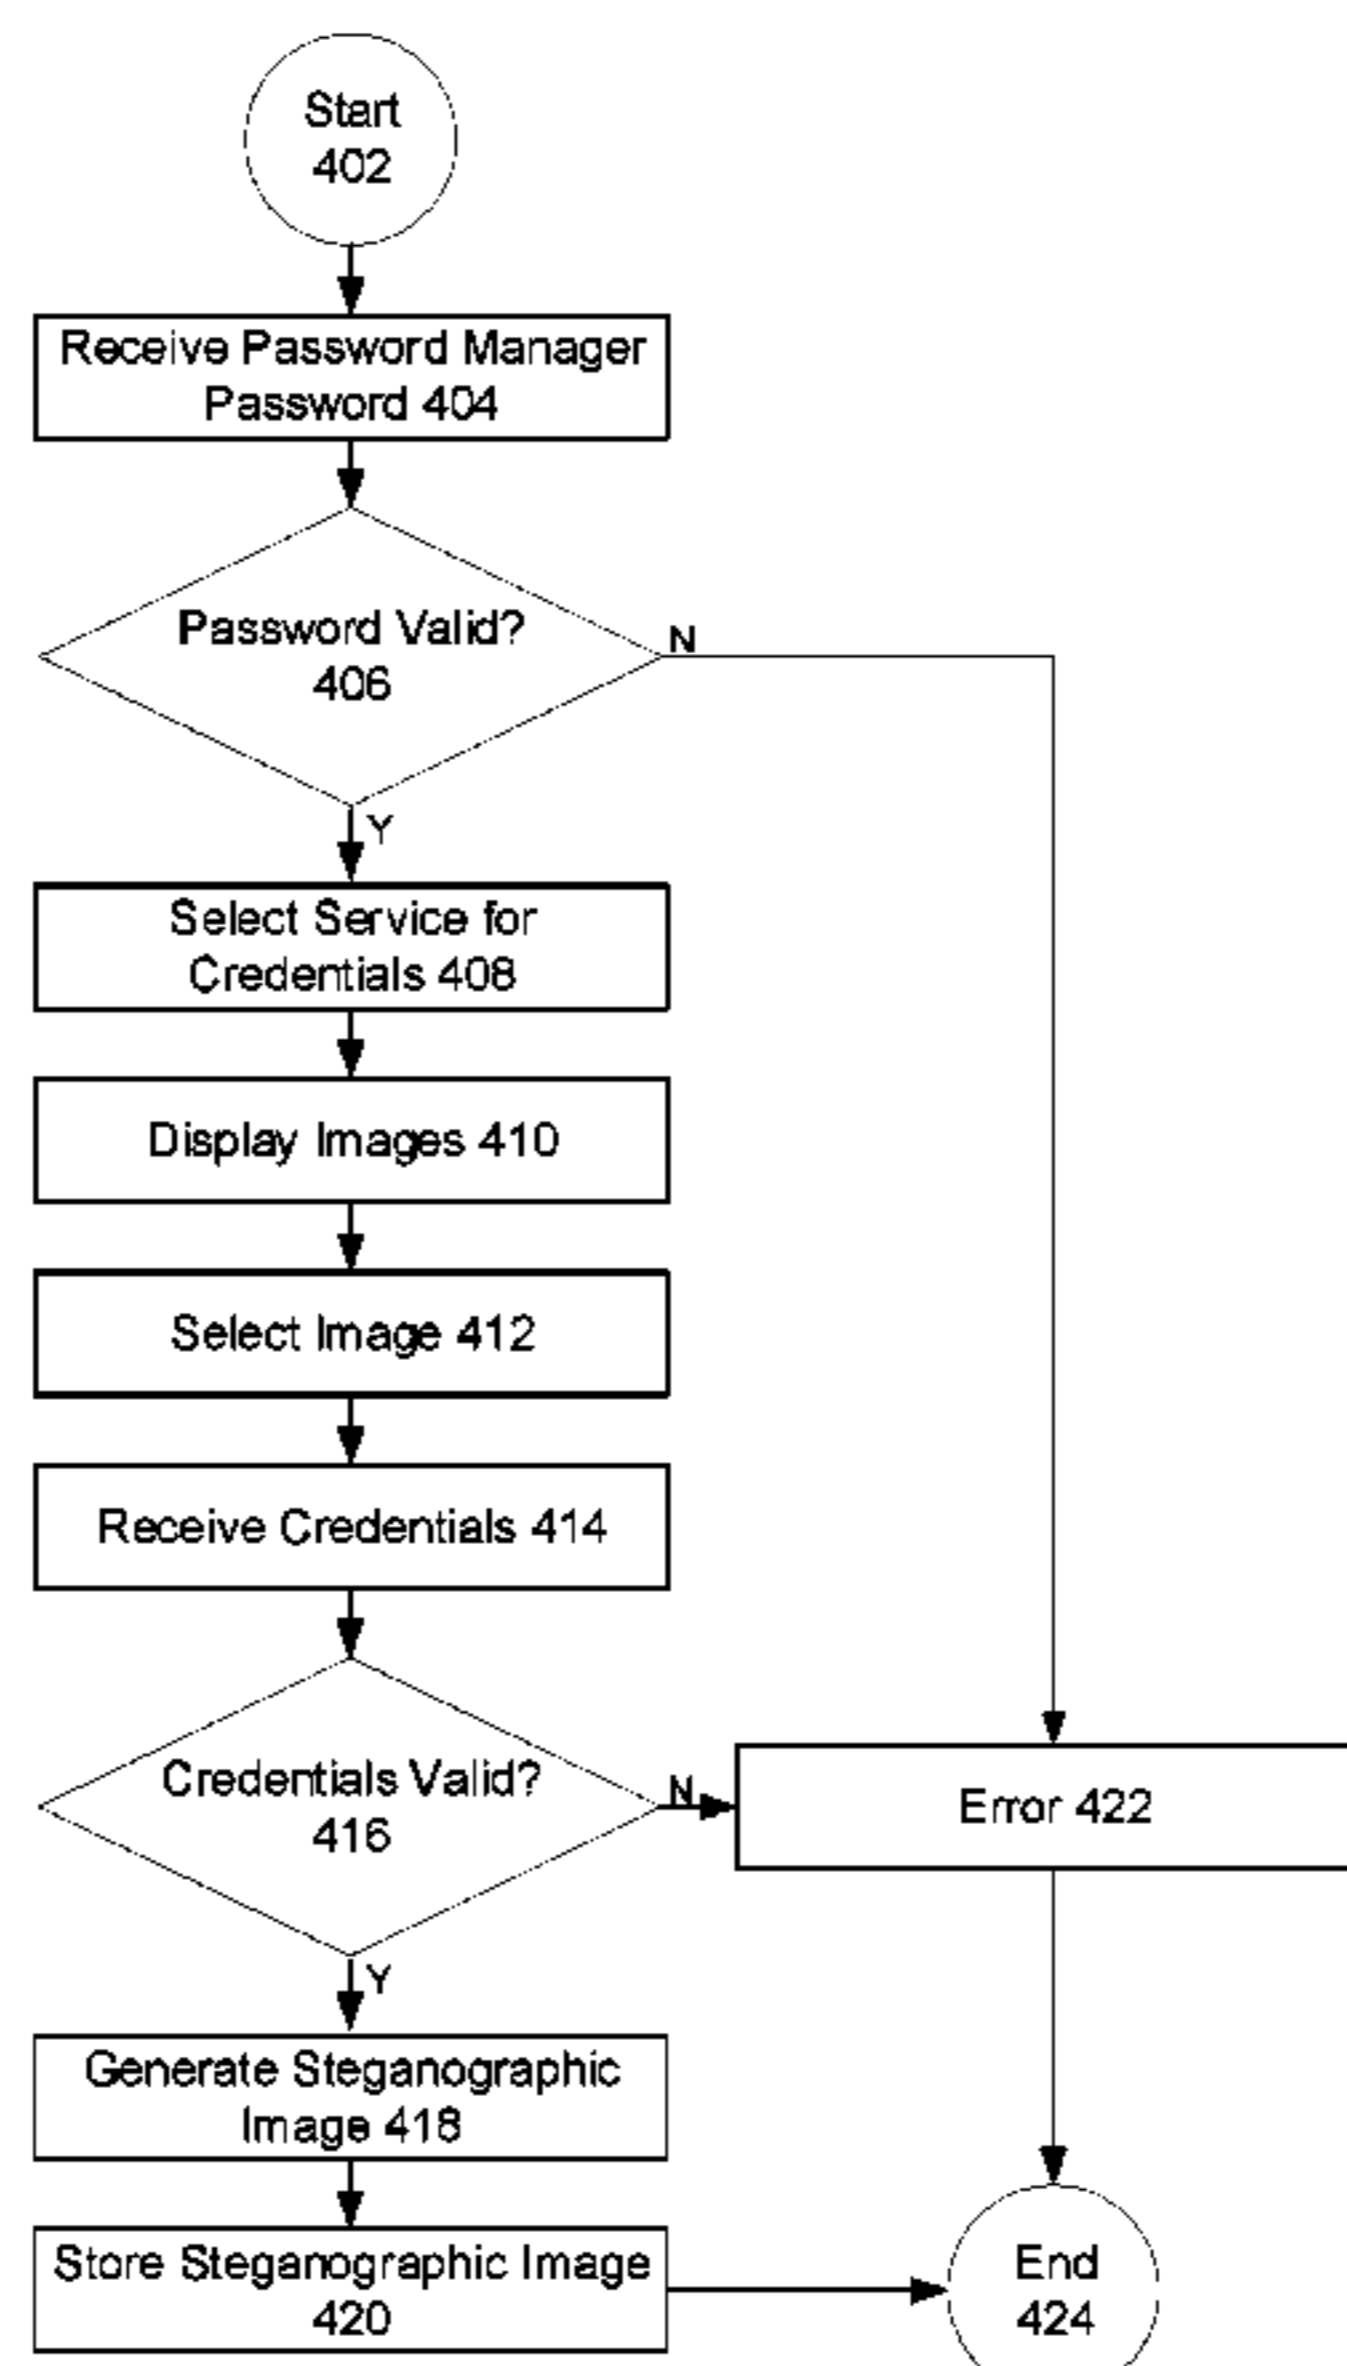 Start
402
Receive Password Manager
Password 404
Password Valid?
406
N
Y
Select Service for
Credentials 408
Display Images 410
Select Image 412
Receive Credentials 414
Credentials Valid?
416
N
Error 422
Y
Generate Steganographic
Image 418
Store Steganographic Image
420
End
424